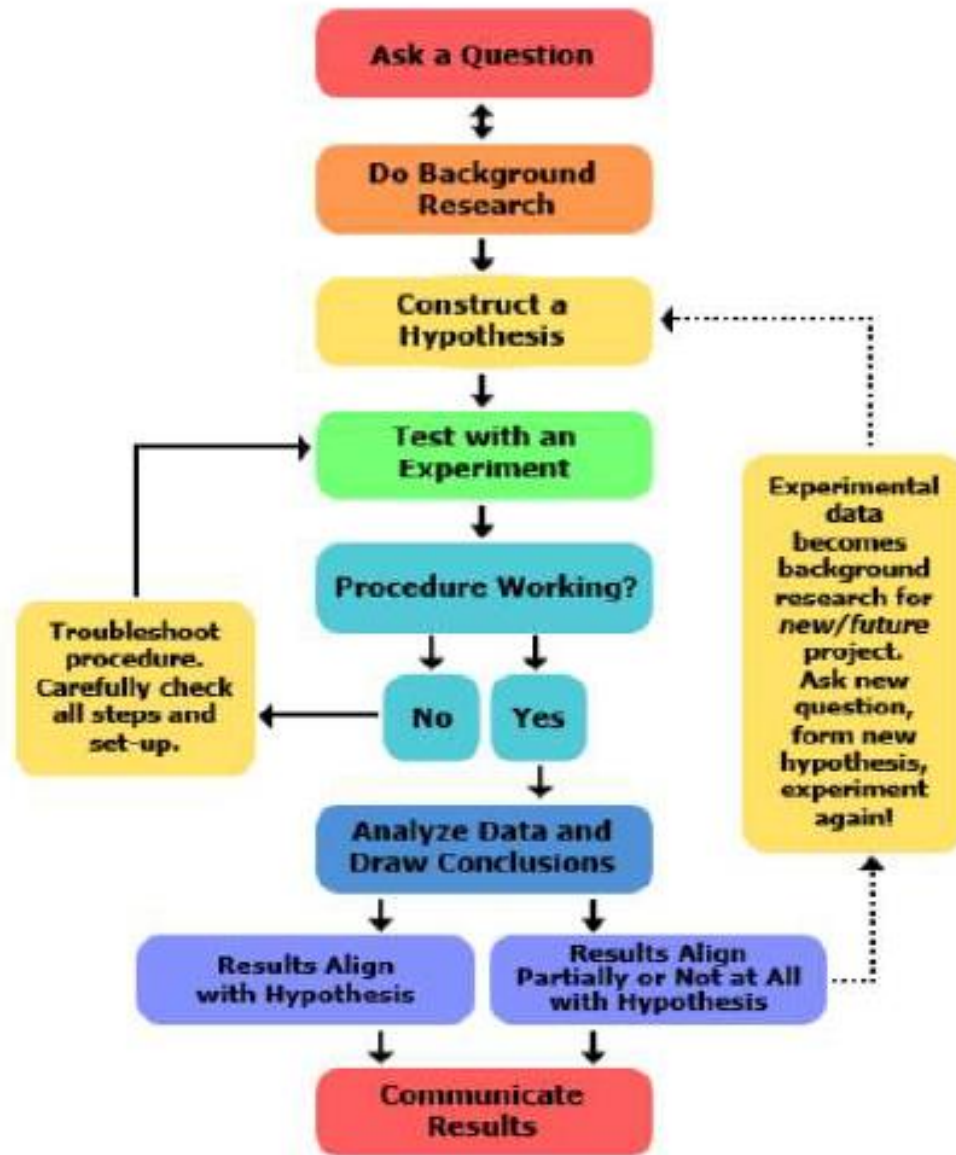 Ask a Question
Do Background
Research
Construct a
Hypothesis
Test with an
Experiment
Procedure Working?
Troubleshoot
procedure.
Carefully check
all steps and
set-up.
No
Yes
Experimental
data
becomes
background
research for
new/future
project.
Ask new
question,
form new
hypothesis,
experiment
again!
Analyze Data and
Draw Conclusions
Results Align
with Hypothesis
Results Align
Partially or Not at All
with Hypothesis
Communicate
Results